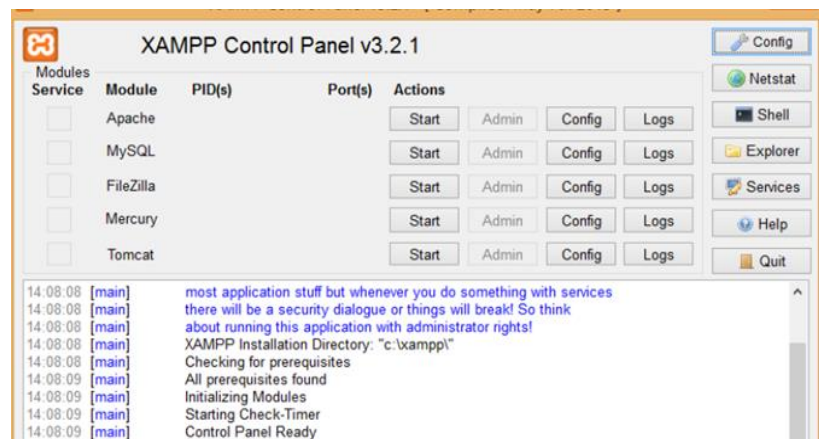 XAMPP Control Panel v3.2.1
Config
Modules
Service Module PID(s) Port(s) Actions
Netstat
Apache Start Admin Config Logs
Shell
MySQL Start Admin Config Logs
Explorer
FileZilla Start Admin Config Logs
Services
Mercury Start Admin Config Logs
Help
Tomcat Start Admin Config Logs
Quit
14:08:08 [main] most application stuff but whenever you do something with services
14:08:08 [main] there will be a security dialogue or things will break! So think
14:08:08 [main] about running this application with administrator rights!
14:08:08 [main] XAMPP Installation Directory: "c:\xampp\"
14:08:08 [main] Checking for prerequisites
14:08:09 [main] All prerequisites found
14:08:09 [main] Initializing Modules
14:08:09 [main] Starting Check-Timer
14:08:09 [main] Control Panel Ready